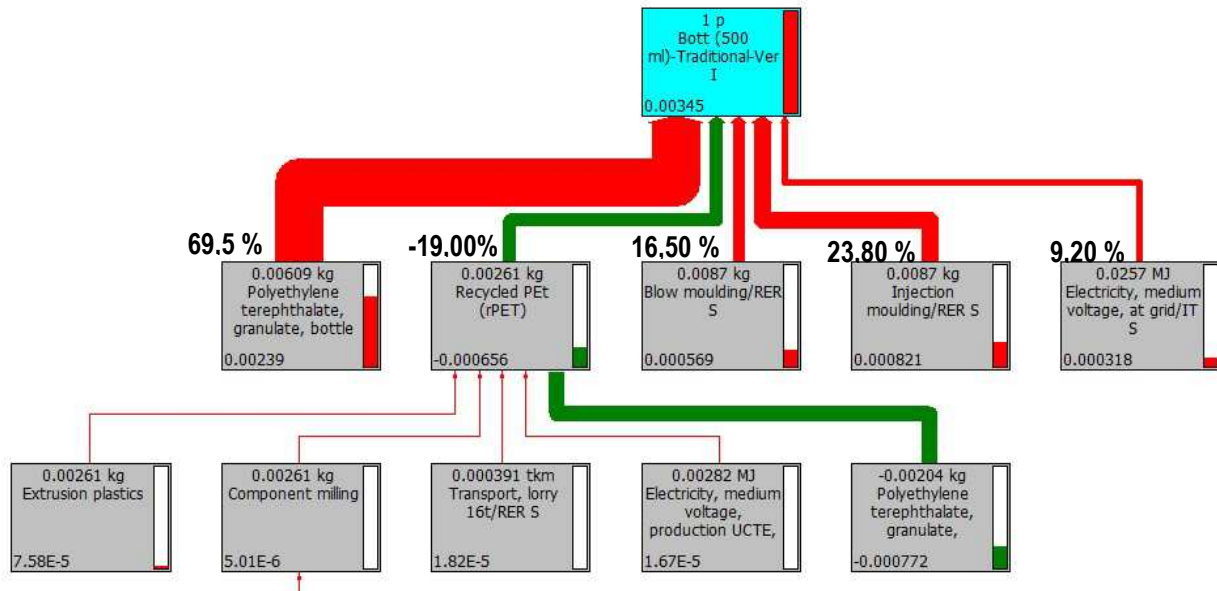 1 p
Bott (500
ml)-Traditional-Ver
I
0.00345
69,5 %
-19,00%
16,50 %
23,80 %
9,20 %
0.00609 kg
Polyethylene
terephthalate,
granulate, bottle
0.00239
0.00261 kg
Recycled PEt
(rPET)
-0.000656
0.0087 kg
Blow moulding/RER
S
0.000569
0.0087 kg
Injection
moulding/RER S
0.000821
0.0257 MJ
Electricity, medium
voltage, at grid/IT
S
0.000318
0.00261 kg
Extrusion plastics
7.58E-5
0.00261 kg
Component milling
5.01E-6
0.000391 tkm
Transport, lorry
16t/RER S
1.82E-5
0.00282 MJ
Electricity, medium
voltage,
production UCTE,
1.67E-5
-0.00204 kg
Polyethylene
terephthalate,
granulate,
-0.000772